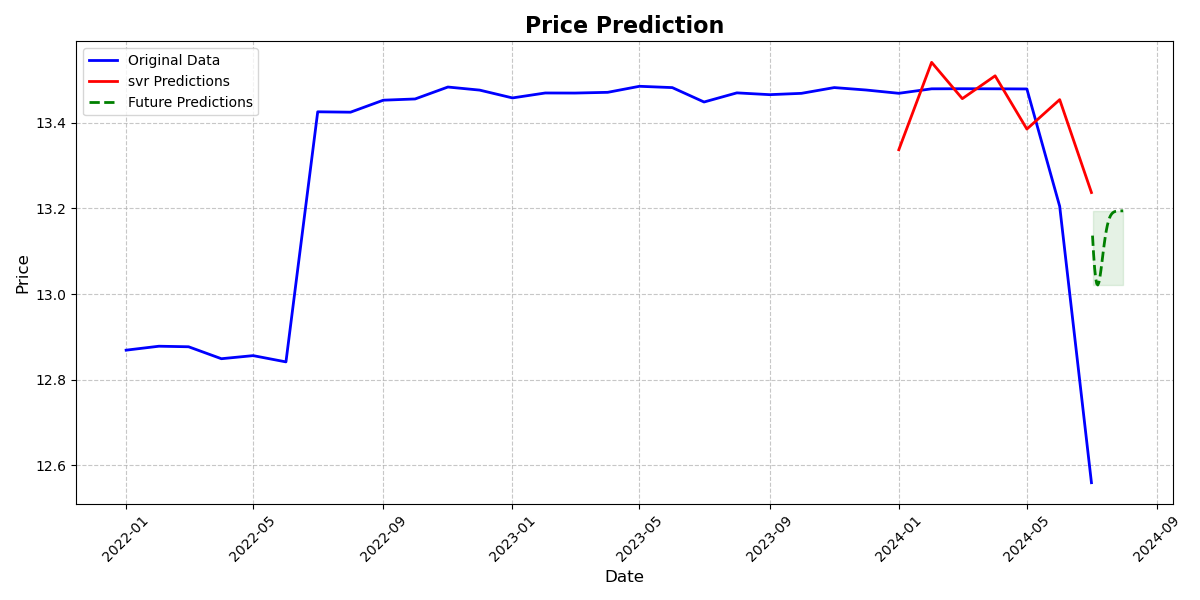 Price Prediction
Original Data
svr Predictions
Future Predictions
Price
13.4
13.2
13.0
12.8
12.6
2022-01
2022-05
2022-09
2023-01
2023-05
2023-09
2024-01
2024-05
2024-09
Date